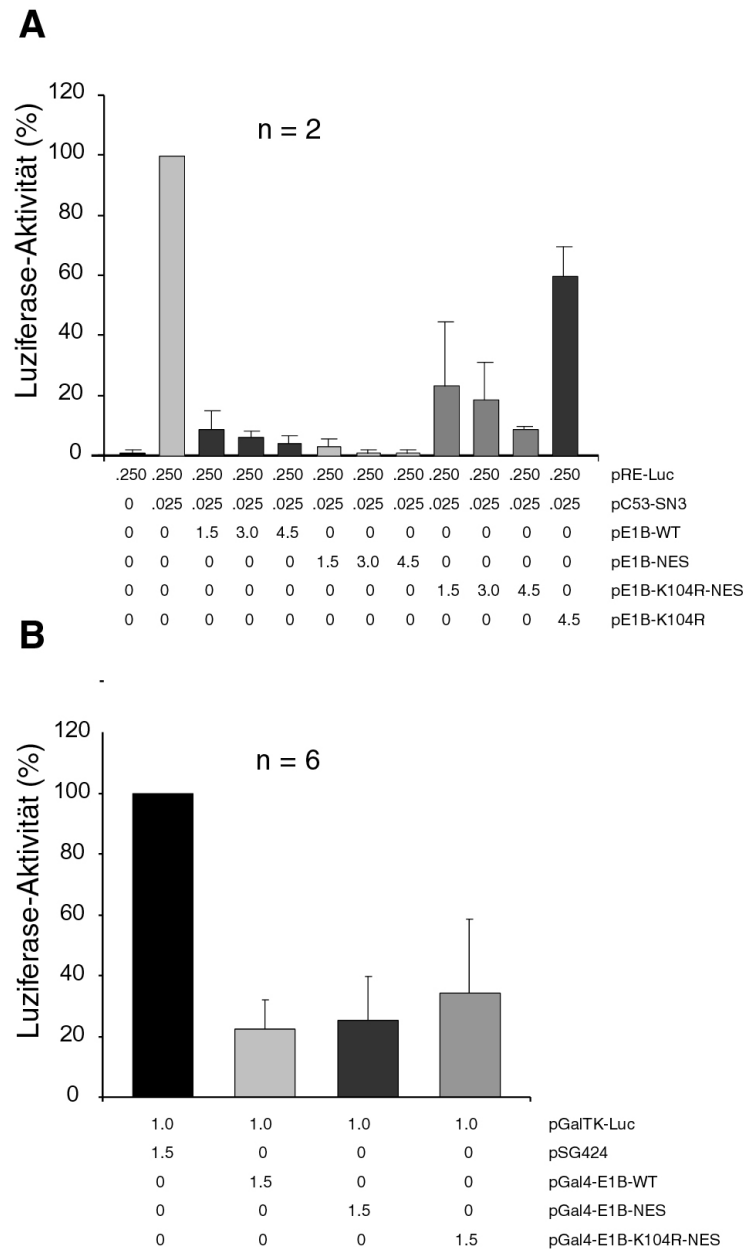 A
Luziferase-Aktivität (%)
n = 2
120
100
80
60
40
20
0
.250 .250 .250 .250 .250 .250 .250 .250 .250 .250 .250 .250 pRE-Luc
0 .025 .025 .025 .025 .025 .025 .025 .025 .025 .025 .025 pC53-SN3
0 0 1.5 3.0 4.5 0 0 0 0 0 0 0 pE1B-WT
0 0 0 0 0 1.5 3.0 4.5 0 0 0 0 pE1B-NES
0 0 0 0 0 0 0 0 1.5 3.0 4.5 0 pE1B-K104R-NES
0 0 0 0 0 0 0 0 0 0 0 4.5 pE1B-K104R
B
Luziferase-Aktivität (%)
n = 6
120
100
80
60
40
20
0
1.0 1.0 1.0 1.0 pGalTK-Luc
1.5 0 0 0 pSG424
0 1.5 0 0 pGal4-E1B-WT
0 0 1.5 0 pGal4-E1B-NES
0 0 0 1.5 pGal4-E1B-K104R-NES